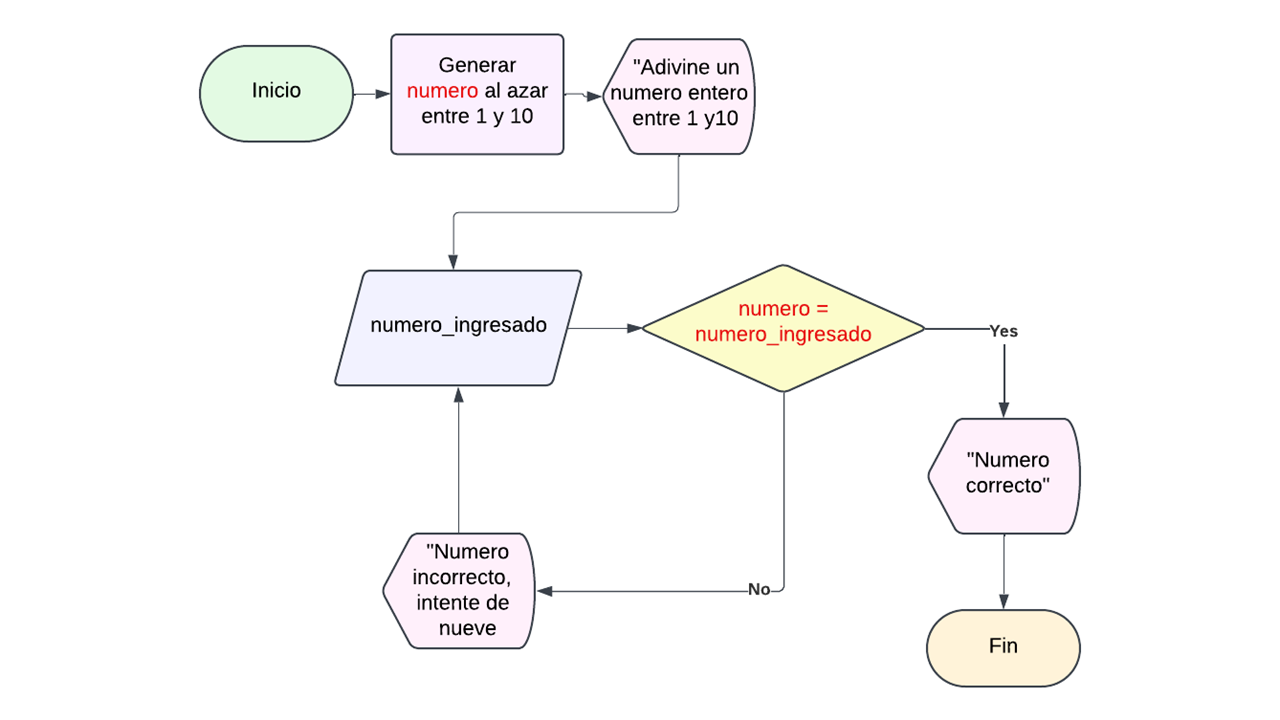 Inicio
Generar
numero al azar
entre 1 y 10
"Adivine un
numero entero
entre 1 y10
numero_ingresado
numero =
numero_ingresado
Yes
"Numero
correcto"
"Numero
incorrecto,
intente de
nueve
No
Fin